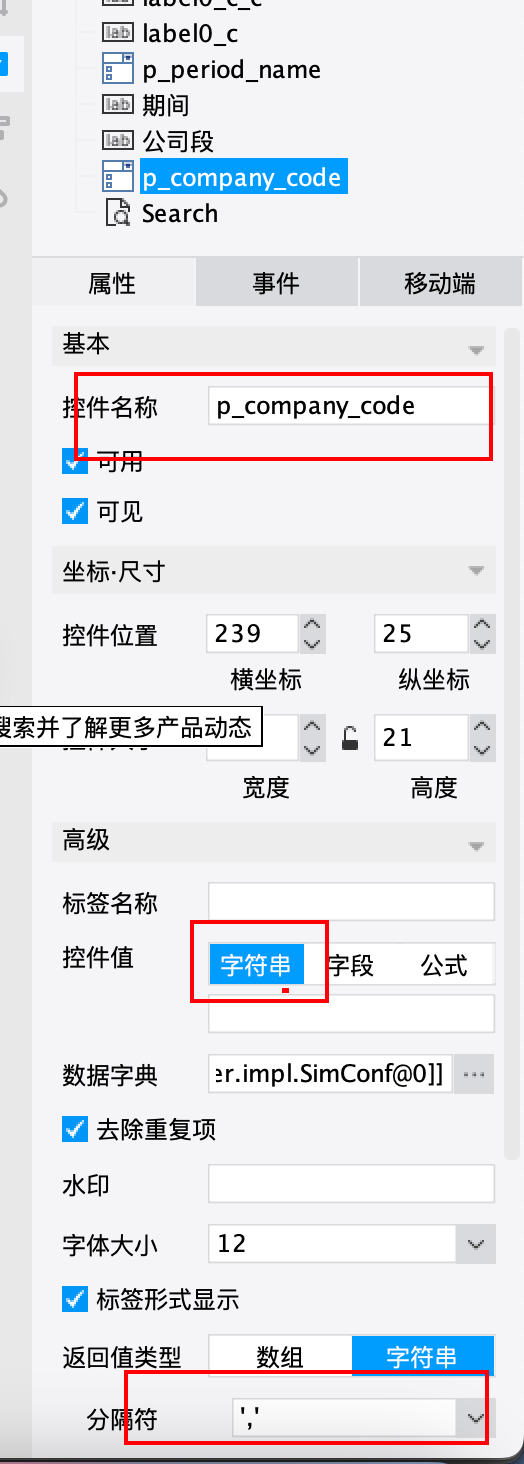 label0_c_c
lab label0_c
p_period_name
lab 期间
lab 公司段
p_company_code
Search
属性 事件 移动端
基本
控件名称 p_company_code
可用
可见
坐标·尺寸
控件位置 239 25
横坐标 纵坐标
搜索并了解更多产品动态
21
宽度 高度
高级
标签名称
控件值 字符串 字段 公式
数据字典 er.impl.SimConf@0]] ...
去除重复项
水印
字体大小 12
标签形式显示
返回值类型 数组 字符串
分隔符 ','